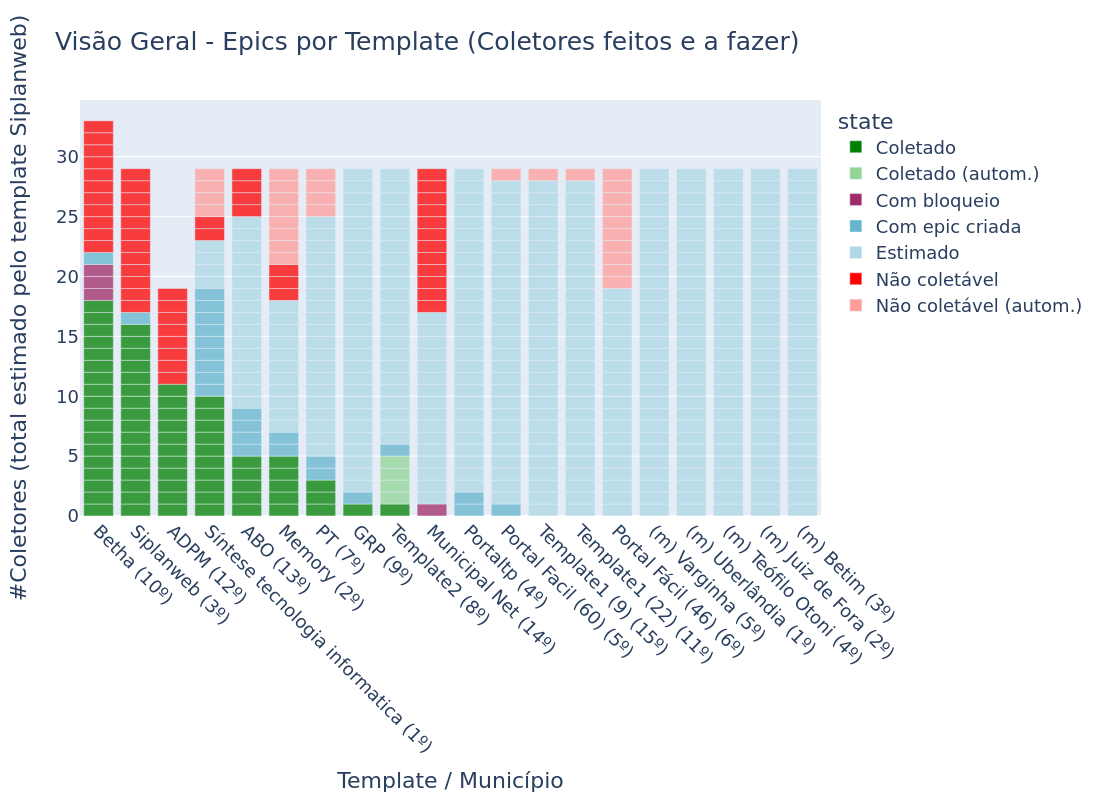 Visão Geral - Epics por Template (Coletores feitos e a fazer)
#Coletores (total estimado pelo template Siplanweb)
30
25
20
15
10
5
0
state
Coletado
Coletado (autom.)
Com bloqueio
Com epic criada
Estimado
Não coletável
Não coletável (autom.)
Betha (10º)
Siplanweb (3º)
ADPM (12º)
Síntese tecnologia informatica (1º)
ABO (13º)
Memory (2º)
PT (7º)
GRP (9º)
Template2 (8º)
Municipal Net (14º)
Portaltp (4º)
Portal Facil (60) (5º)
Template1 (9) (15º)
Template1 (22) (11º)
Portal Fácil (46) (6º)
(m) Varginha (5º)
(m) Uberlândia (1º)
(m) Teófilo Otoni (4º)
(m) Juiz de Fora (2º)
(m) Betim (3º)
Template / Município